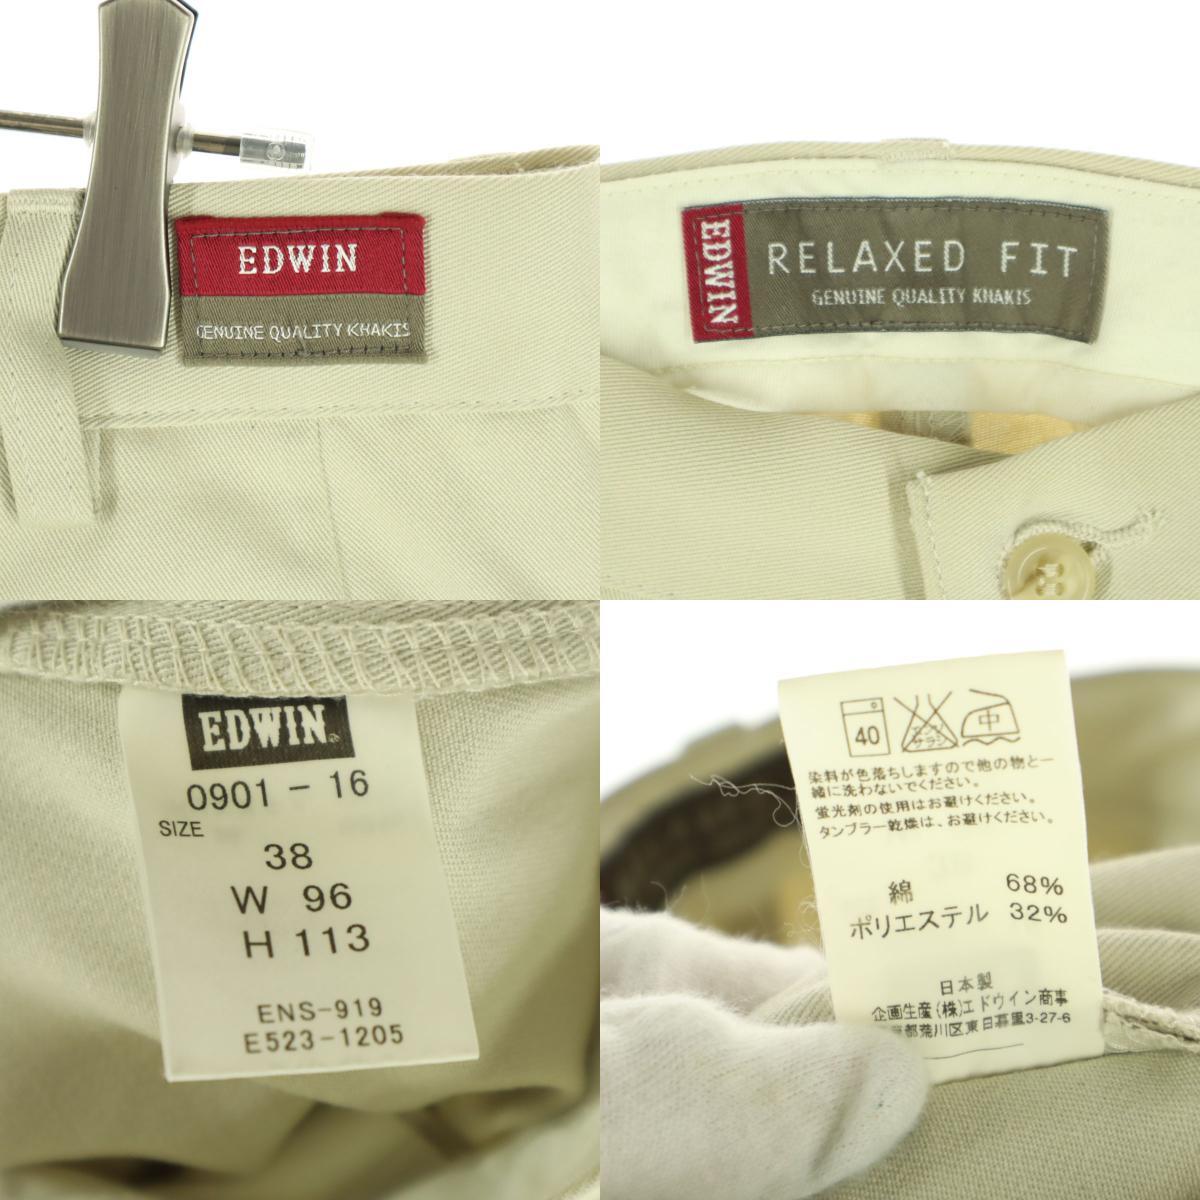 EDWIN
GENUINE QUALITY KHAKIS
EDWIN
RELAXED FIT
GENUINE QUALITY KHAKIS
EDWIN
0901-16
SIZE
38
W 96
H 113
ENS-919
E523-1205
40
中
染料が色落ちしますので他の物と一
緒に洗わないでください。
蛍光剤の使用はお避けください。
タンブラー乾燥は、お避けください。
綿 68%
ポリエステル 32%
日本製
企画生産(株)エドウイン商事
都荒川区東日暮里3-27-6